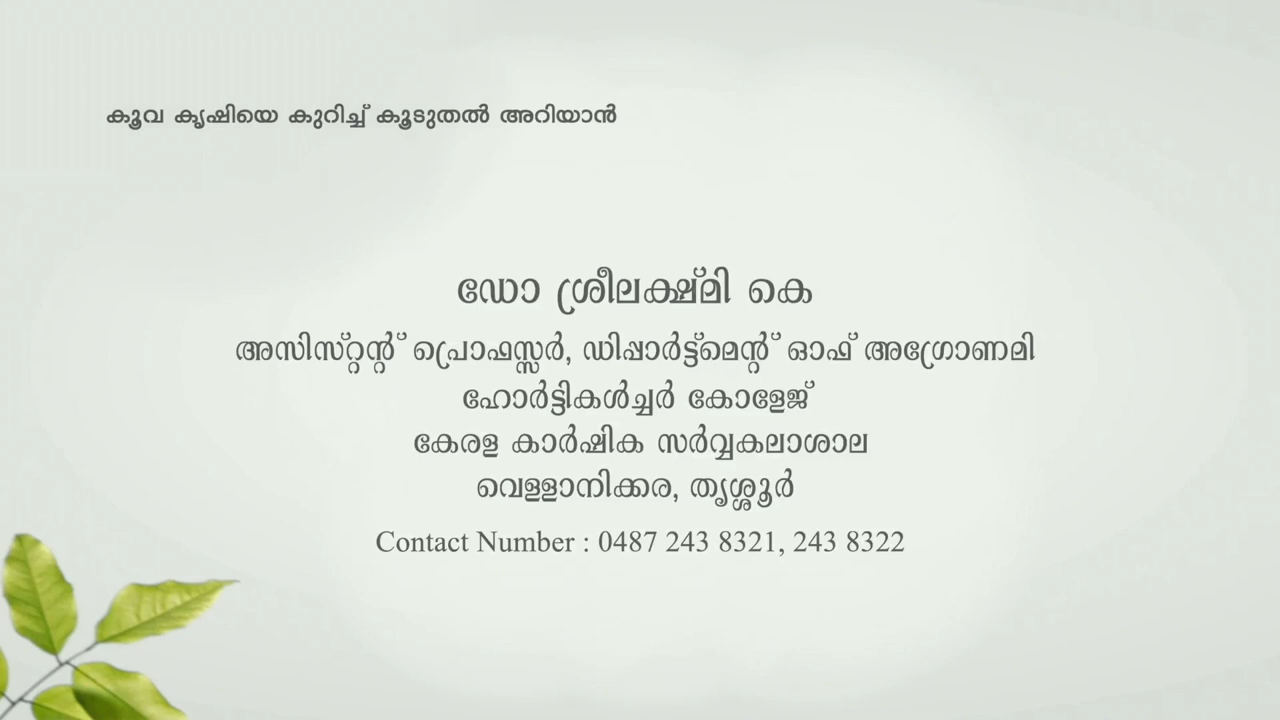 കൂവ കൃഷിയെ കുറിച്ച് കൂടുതൽ അറിയാൻ
ഡോ ശ്രീലക്ഷ്മി കെ
അസിസ്റ്റന്റ് പ്രൊഫസ്സർ, ഡിപ്പാർട്ട്മെന്റ് ഓഫ് അഗ്രോണമി
ഹോർട്ടികൾച്ചർ കോളേജ്
കേരള കാർഷിക സർവ്വകലാശാല
വെള്ളാനിക്കര, തൃശ്ശൂർ
Contact Number : 0487 243 8321, 243 8322